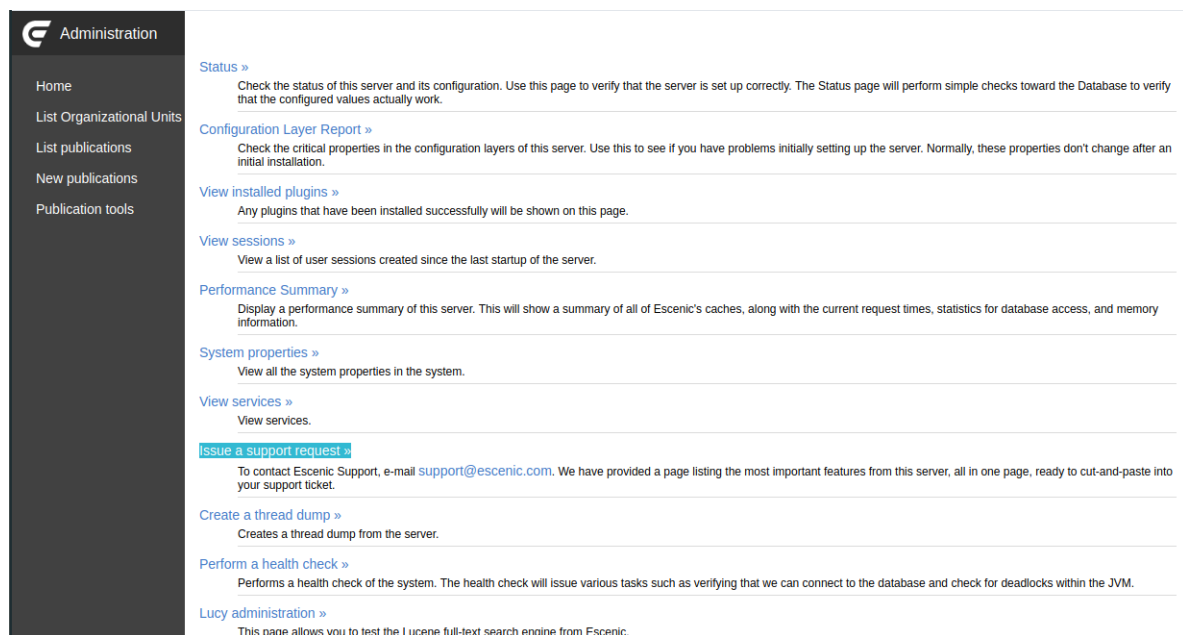 Administration
Home
List Organizational Units
List publications
New publications
Publication tools
Status »
Check the status of this server and its configuration. Use this page to verify that the server is set up correctly. The Status page will perform simple checks toward the Database to verify
that the configured values actually work.
Configuration Layer Report »
Check the critical properties in the configuration layers of this server. Use this to see if you have problems initially setting up the server. Normally, these properties don't change after an
initial installation.
View installed plugins »
Any plugins that have been installed successfully will be shown on this page.
View sessions »
View a list of user sessions created since the last startup of the server.
Performance Summary »
Display a performance summary of this server. This will show a summary of all of Escenic's caches, along with the current request times, statistics for database access, and memory
information.
System properties »
View all the system properties in the system.
View services »
View services.
Issue a support request »
To contact Escenic Support, e-mail support@escenic.com. We have provided a page listing the most important features from this server, all in one page, ready to cut-and-paste into
your support ticket.
Create a thread dump »
Creates a thread dump from the server.
Perform a health check »
Performs a health check of the system. The health check will issue various tasks such as verifying that we can connect to the database and check for deadlocks within the JVM.
Lucy administration »
This page allows you to test the Lucene full-text search engine from Escenic.